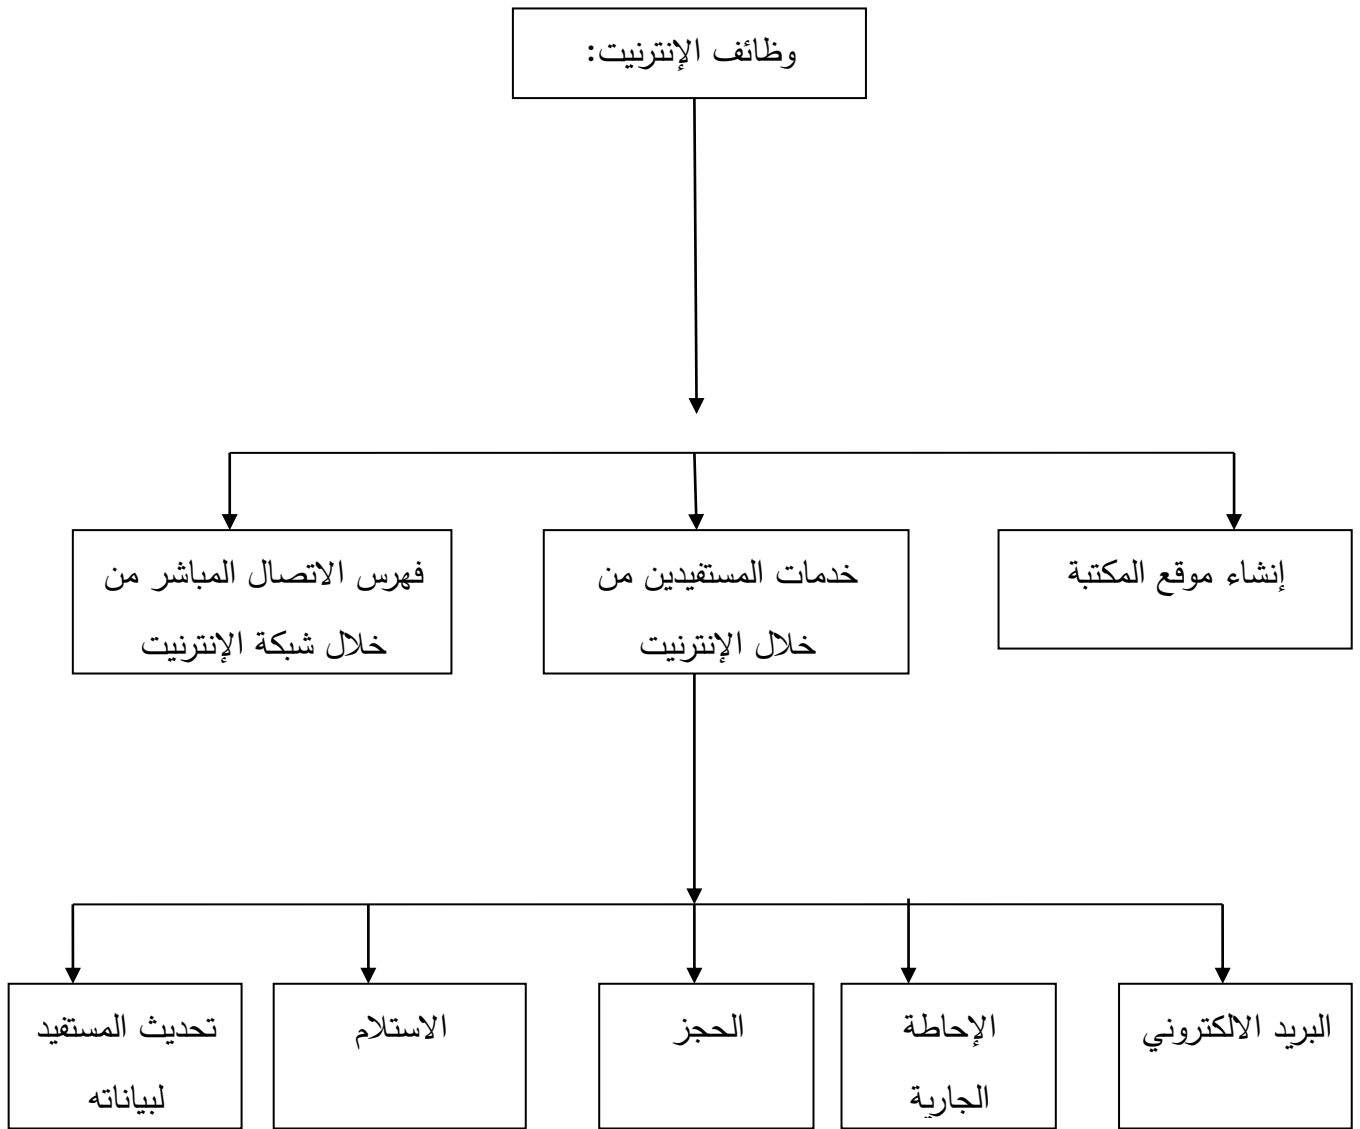 وظائف الإنترنيت:
إنشاء موقع المكتبة
خدمات المستفيدين من
خلال الإنترنيت
فهرس الاتصال المباشر من
خلال شبكة الإنترنيت
البريد الالكتروني
الإحاطة
الجارية
الحجز
الاستلام
تحديث المستفيد
لبياناته